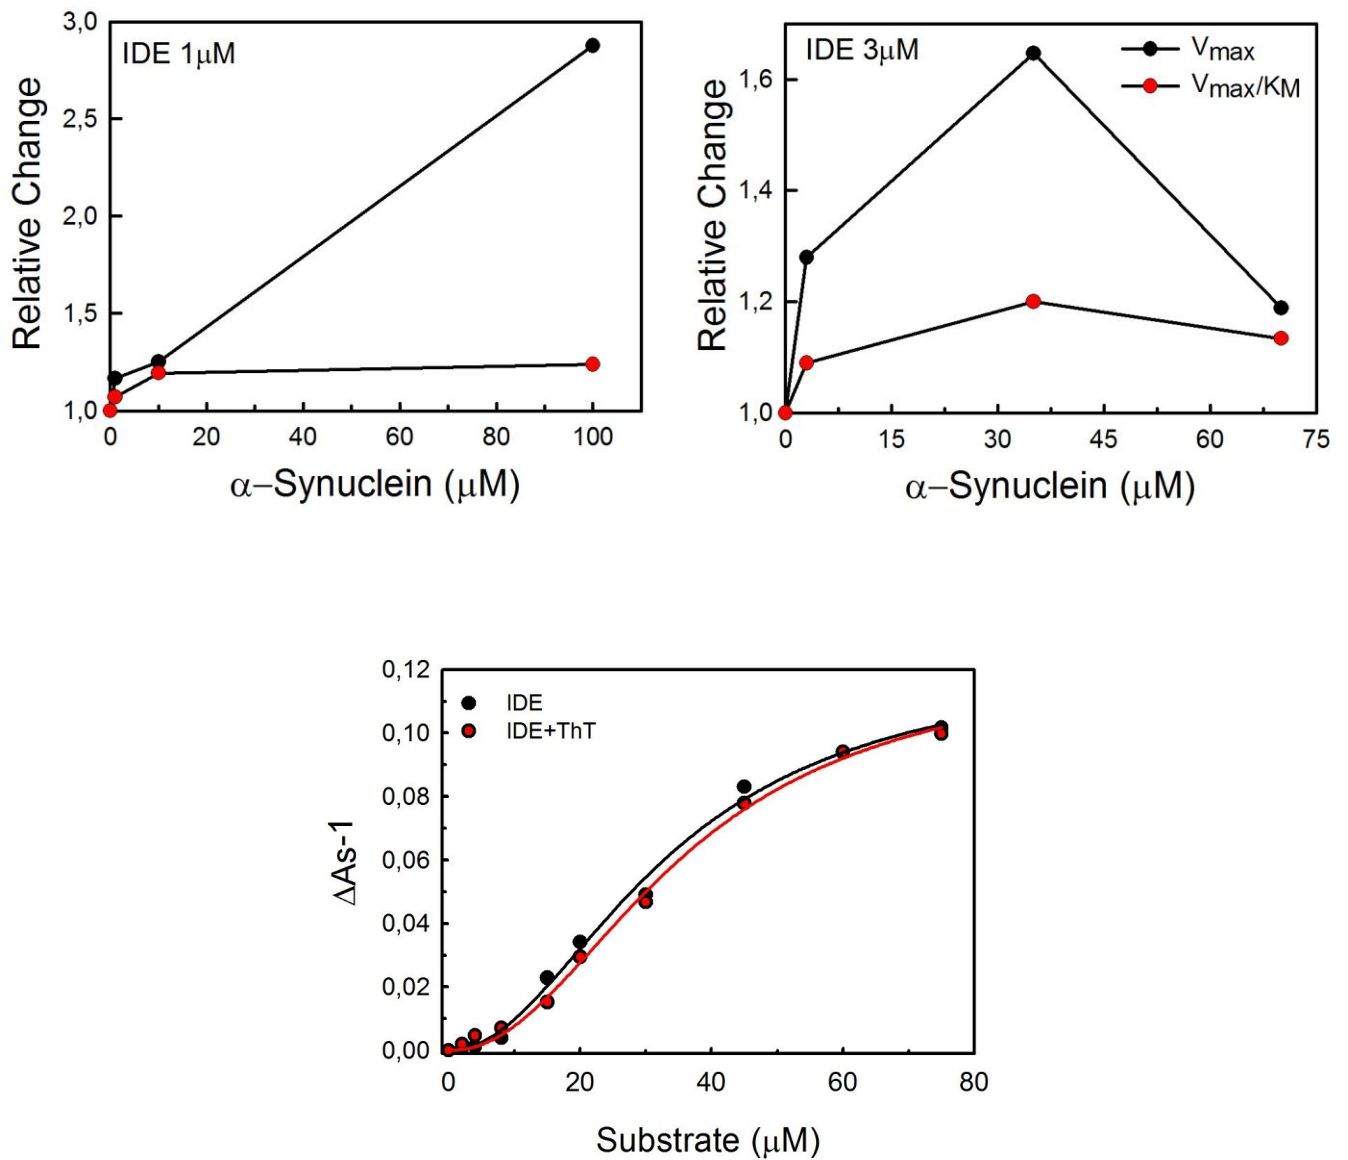 IDE 1μM
Relative Change
3,0
2,5
2,0
1,5
1,0
0 20 40 60 80 100
α–Synuclein (μM)
IDE 3μM
Vmax
Vmax/KM
Relative Change
1,6
1,4
1,2
1,0
0 15 30 45 60 75
α–Synuclein (μM)
IDE
IDE+ThT
ΔAs-1
0,12
0,10
0,08
0,06
0,04
0,02
0,00
0 20 40 60 80
Substrate (μM)